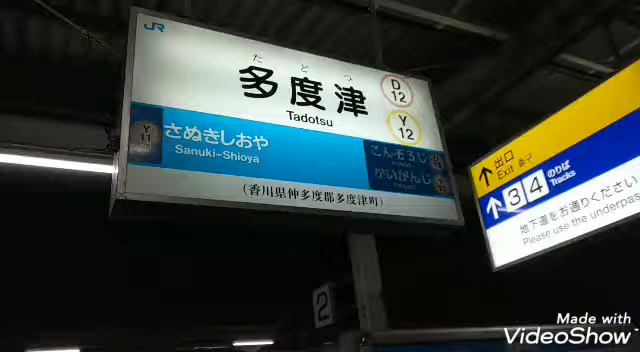 JR
たどつ
多度津
Tadotsu
D
12
Y
12
Y
11
さぬきしおや
Sanuki-Shioya
こんぞうじ
かいがんじ
(香川県仲多度郡多度津町)
出口
Exit
3 4 のりば
Tracks
地下道をお通りください
Please use the underpas
2
Made with
VideoShow